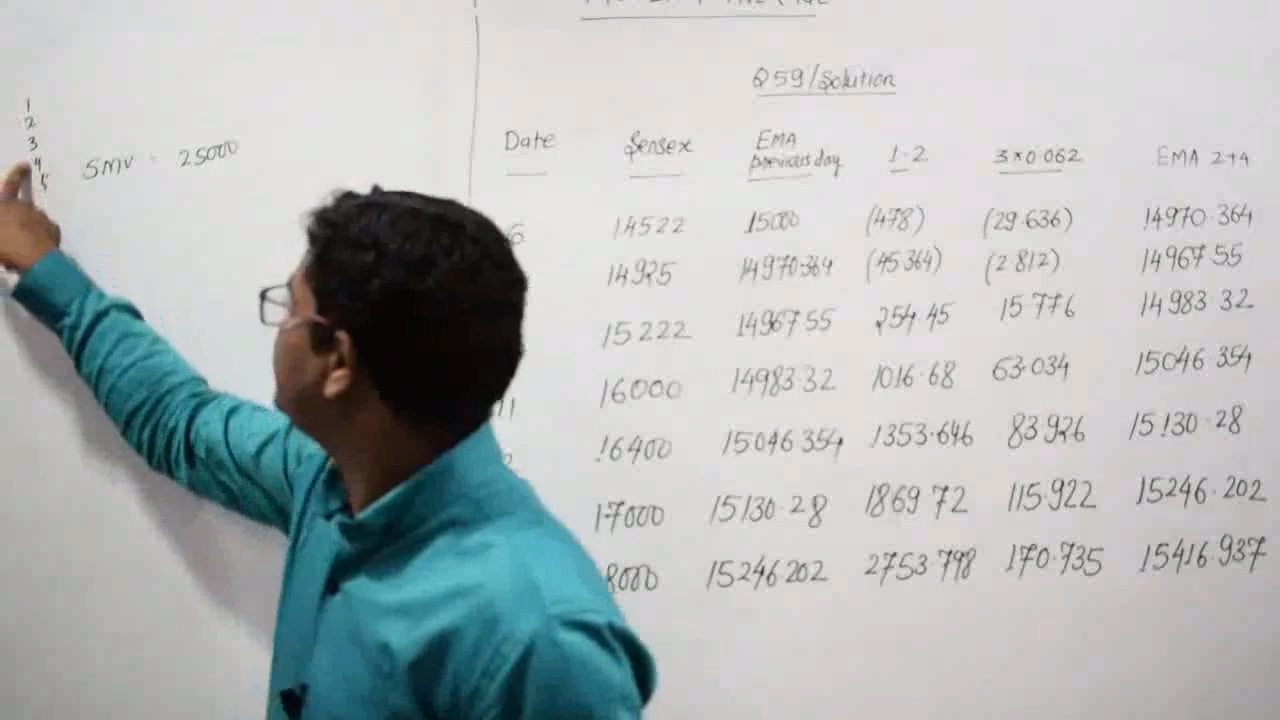 Q59/Solution
1
2
3
4
5
SMV = 25000
Date Sensex EMA previous day 1-2 3×0.062 EMA 2+4
6 14522 15000 (478) (29.636) 14970.364
14925 14970.364 (45.364) (2.812) 14967.55
15222 14967.55 254.45 15.776 14983.32
16000 14983.32 1016.68 63.034 15046.354
11
16400 15046.354 1353.646 83.926 15130.28
17000 15130.28 1869.72 115.922 15246.202
8000 15246.202 2753.798 170.735 15416.937